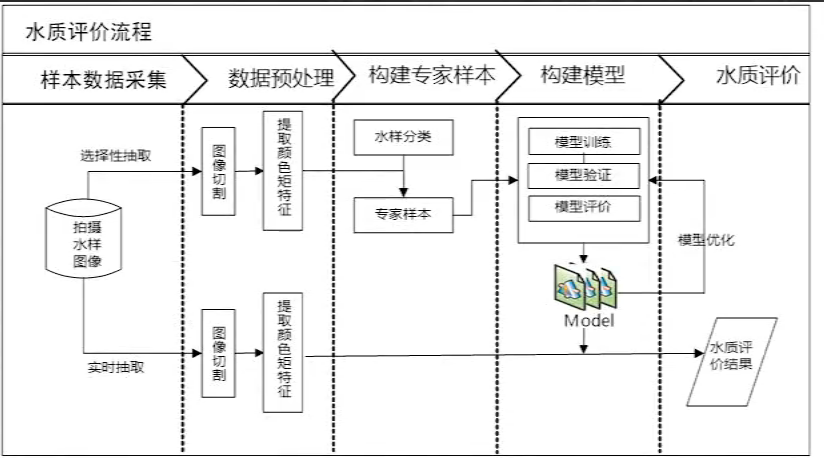 水质评价流程
样本数据采集
数据预处理
构建专家样本
构建模型
水质评价
选择性抽取
图像切割
提取颜色矩特征
水样分类
专家样本
模型训练
模型验证
模型评价
拍摄
水样
图像
模型优化
Model
实时抽取
图像切割
提取颜色矩特征
水质评
价结果